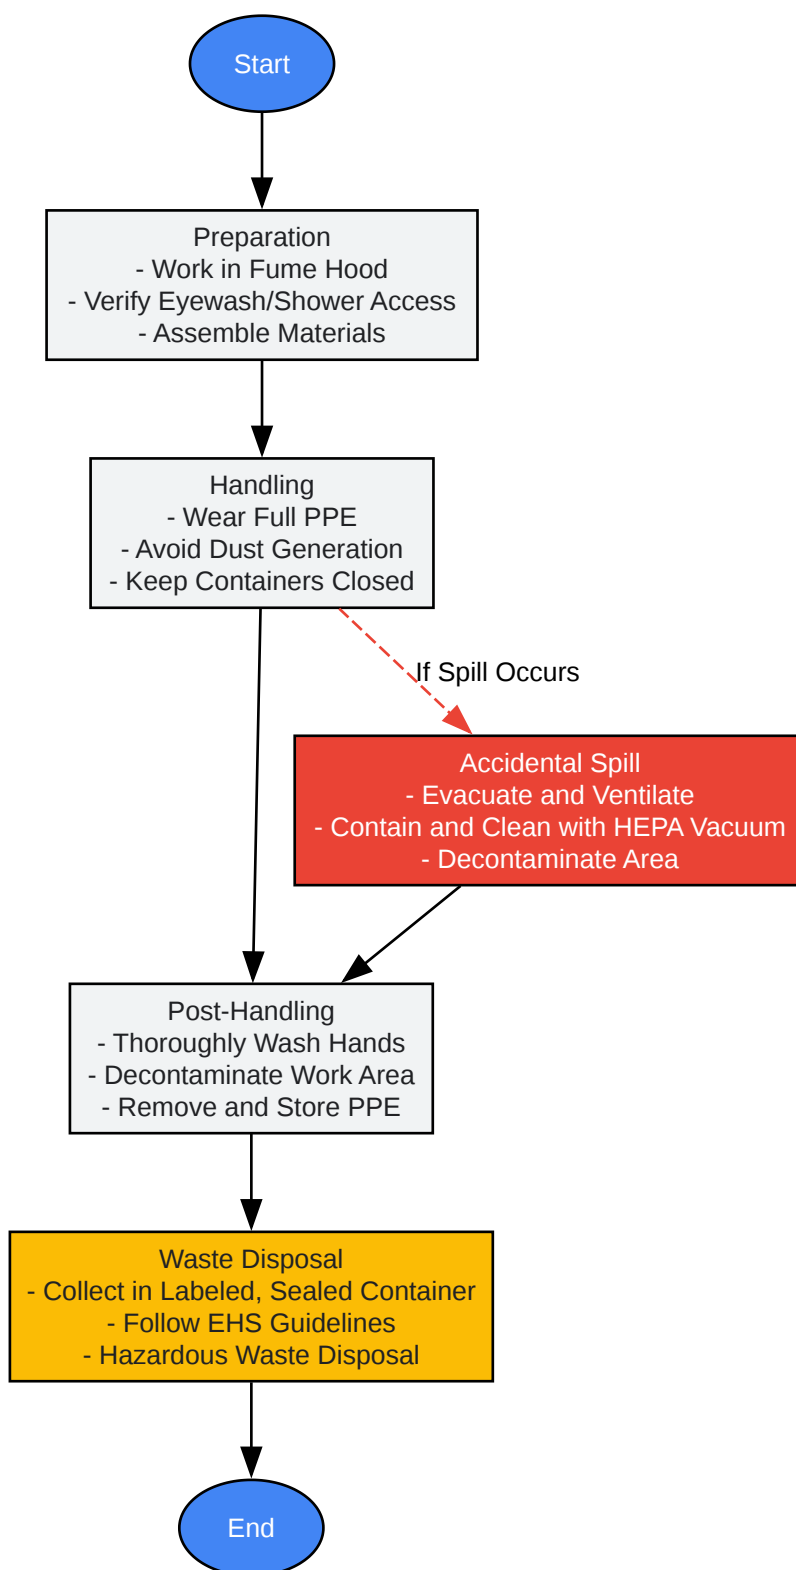 Start
Preparation
- Work in Fume Hood
- Verify Eyewash/Shower Access
- Assemble Materials
Handling
- Wear Full PPE
- Avoid Dust Generation
- Keep Containers Closed
If Spill Occurs
Accidental Spill
- Evacuate and Ventilate
- Contain and Clean with HEPA Vacuum
- Decontaminate Area
Post-Handling
- Thoroughly Wash Hands
- Decontaminate Work Area
- Remove and Store PPE
Waste Disposal
- Collect in Labeled, Sealed Container
- Follow EHS Guidelines
- Hazardous Waste Disposal
End